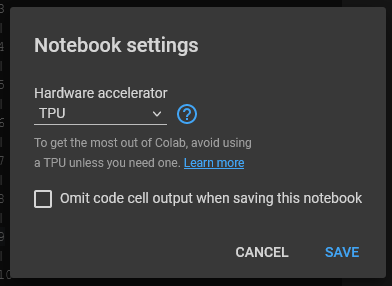 Notebook settings
Hardware accelerator
TPU
To get the most out of Colab, avoid using
a TPU unless you need one. Learn more
Omit code cell output when saving this notebook
CANCEL SAVE